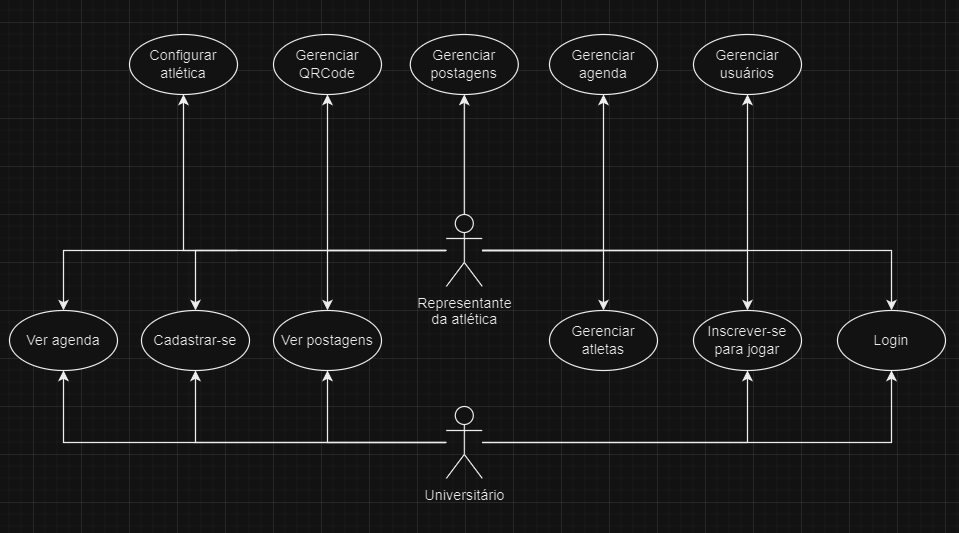 Configurar
atlética
Gerenciar
QRCode
Gerenciar
postagens
Gerenciar
agenda
Gerenciar
usuários
Representante
da atlética
Ver agenda
Cadastrar-se
Ver postagens
Gerenciar
atletas
Inscrever-se
para jogar
Login
Universitário